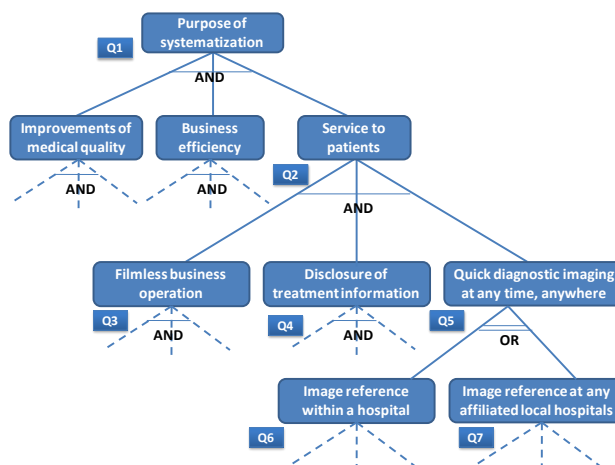 Purpose of
systematization
Q1
AND
Improvements of
medical quality
Business
efficiency
Service to
patients
Q2
AND
AND
AND
Filmless business
operation
Disclosure of
treatment information
Quick diagnostic imaging
at any time, anywhere
Q3
Q4
Q5
AND
AND
OR
Image reference
within a hospital
Image reference at any
affiliated local hospitals
Q6
Q7